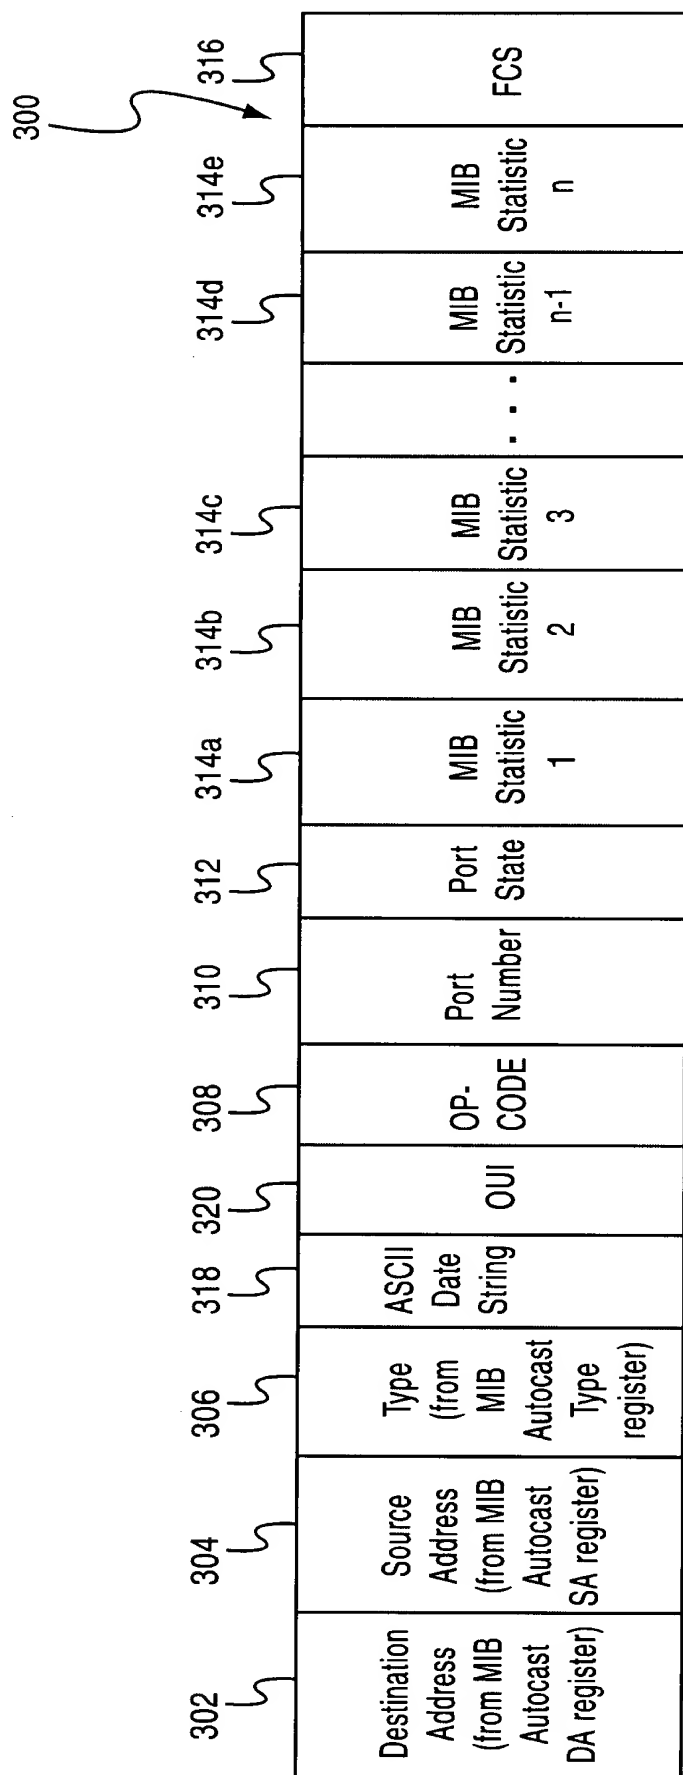 300
302
304
306
318
320
308
310
312
314a
314b
314c
314d
314e
316
Destination
Address
(from MIB
Autocast
DA register)
Source
Address
(from MIB
Autocast
SA register)
Type
(from
MIB
Autocast
Type
register)
ASCII
Date
String
OUI
OP-
CODE
Port
Number
Port
State
MIB
Statistic
1
MIB
Statistic
2
MIB
Statistic
3
. . .
MIB
Statistic
n-1
MIB
Statistic
n
FCS